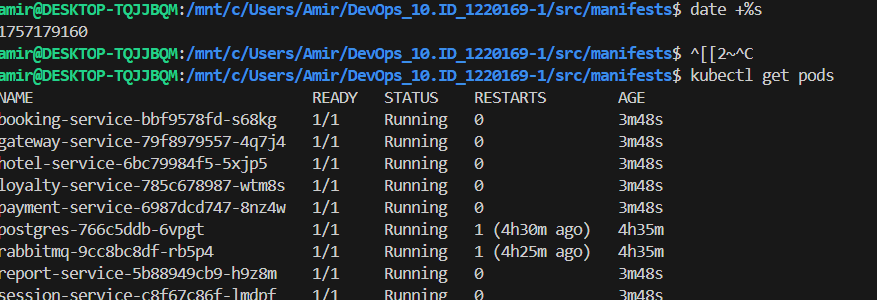 amir@DESKTOP-TQJJBQM:/mnt/c/Users/Amir/DevOps_10.ID_1220169-1/src/manifests$ date +%s
1757179160
amir@DESKTOP-TQJJBQM:/mnt/c/Users/Amir/DevOps_10.ID_1220169-1/src/manifests$ ^[[2~^C
amir@DESKTOP-TQJJBQM:/mnt/c/Users/Amir/DevOps_10.ID_1220169-1/src/manifests$ kubectl get pods
NAME READY STATUS RESTARTS AGE
booking-service-bbf9578fd-s68kg 1/1 Running 0 3m48s
gateway-service-79f8979557-4q7j4 1/1 Running 0 3m48s
hotel-service-6bc79984f5-5xjp5 1/1 Running 0 3m48s
loyalty-service-785c678987-wtm8s 1/1 Running 0 3m48s
payment-service-6987dcd747-8nz4w 1/1 Running 0 3m48s
postgres-766c5ddb-6vpgt 1/1 Running 1 (4h30m ago) 4h35m
rabbitmq-9cc8bc8df-rb5p4 1/1 Running 1 (4h25m ago) 4h35m
report-service-5b88949cb9-h9z8m 1/1 Running 0 3m48s
session-service-c8f67c86f-lmdpf 1/1 Running 0 3m48s